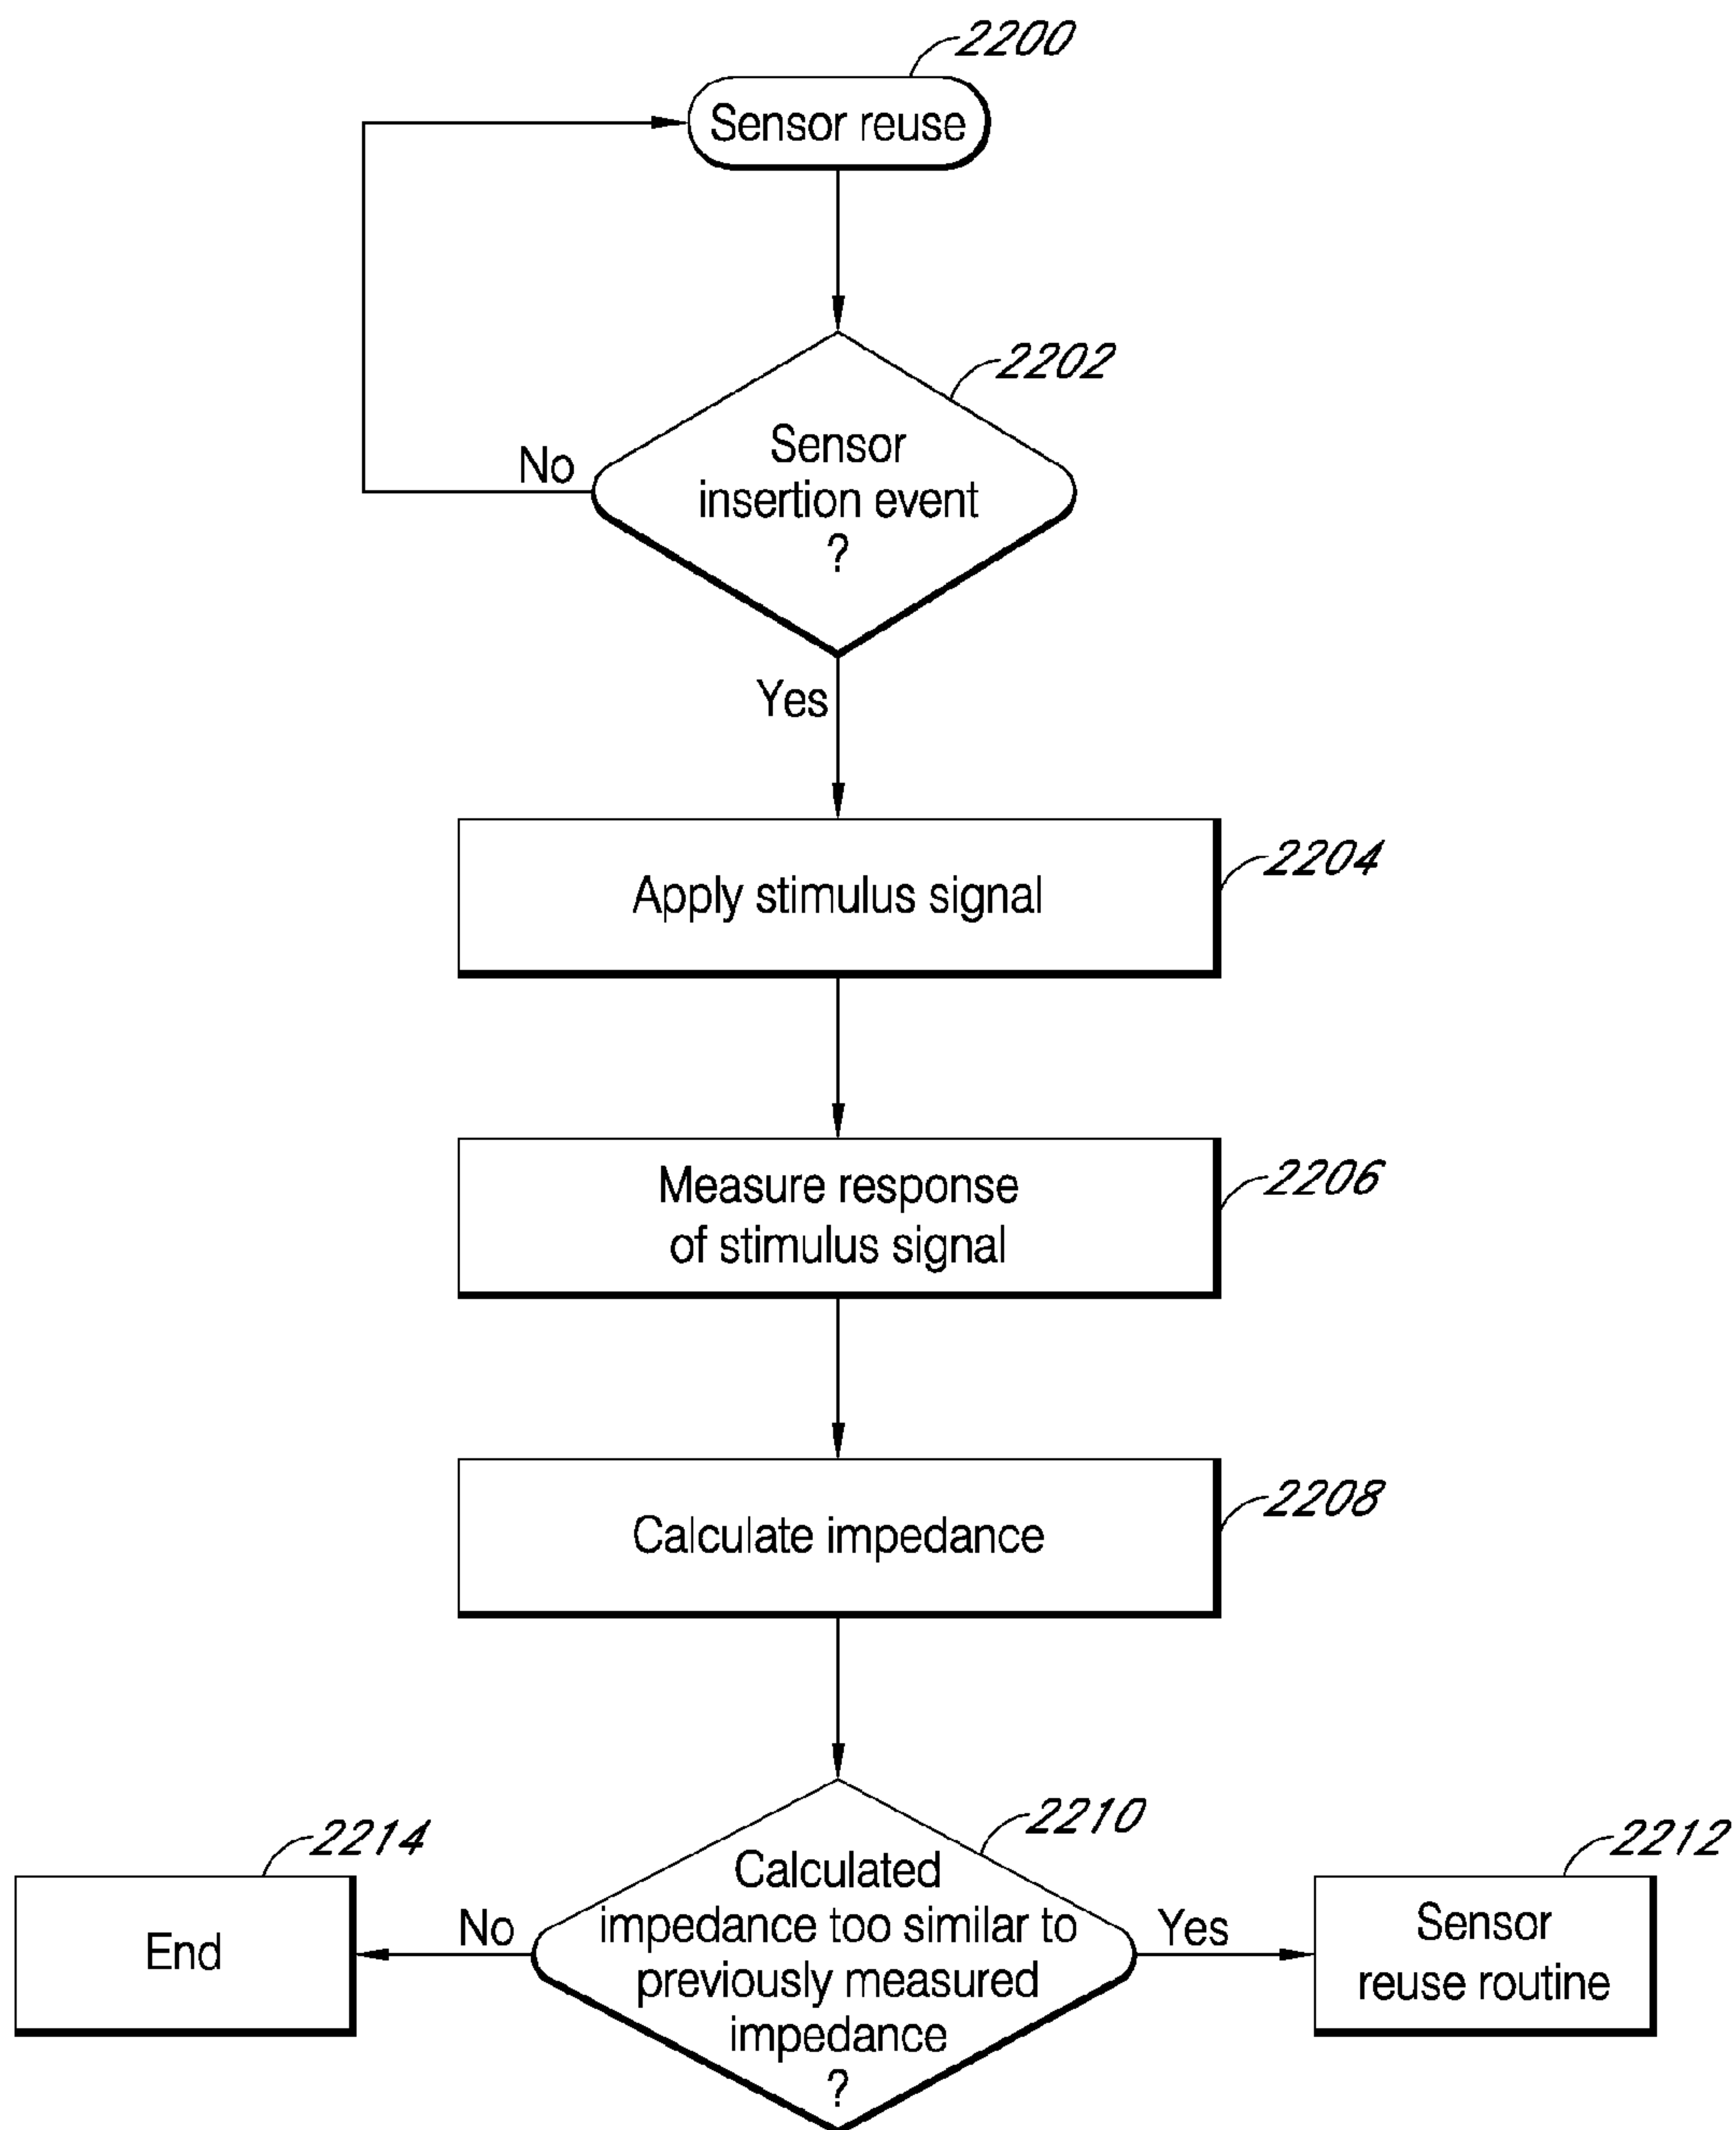 2200
Sensor reuse
2202
Sensor
insertion event
?
No
Yes
2204
Apply stimulus signal
2206
Measure response
of stimulus signal
2208
Calculate impedance
2210
Calculated
impedance too similar to
previously measured
impedance
?
No
Yes
2214
End
2212
Sensor
reuse routine